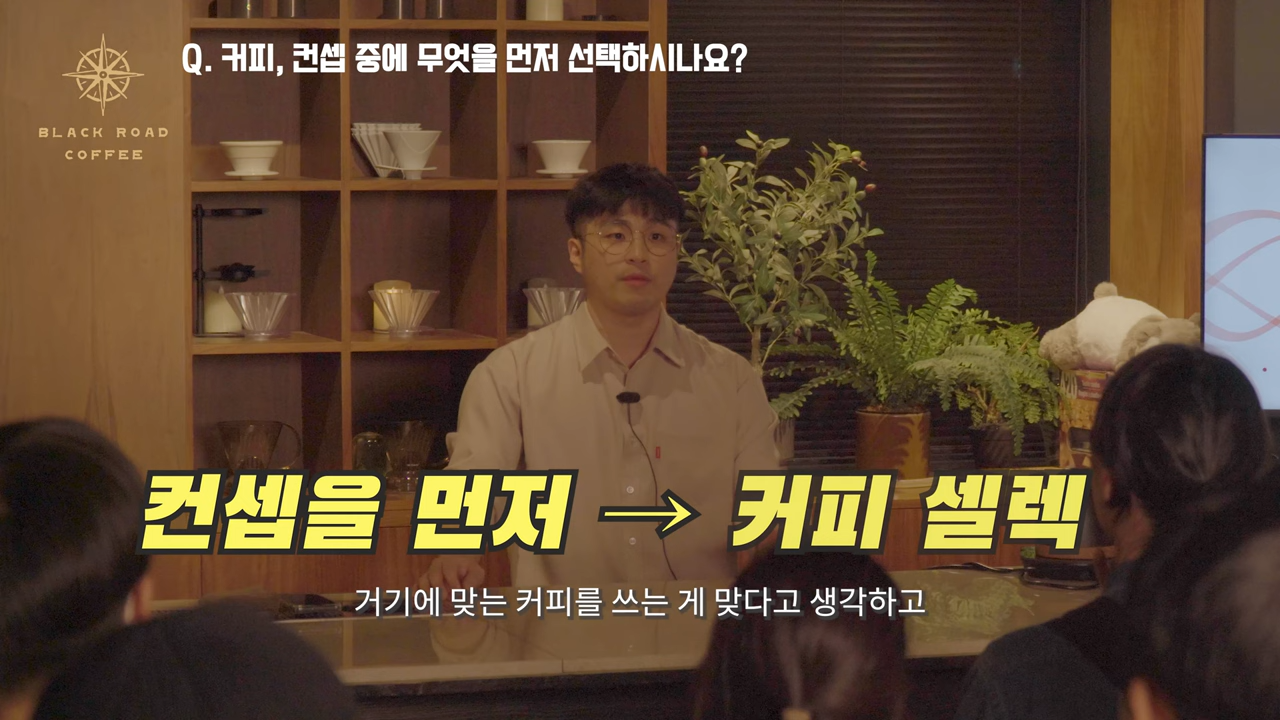 Q. 커피, 컨셉 중에 무엇을 먼저 선택하시나요?
BLACK ROAD
COFFEE
컨셉을 먼저 → 커피 셀렉
거기에 맞는 커피를 쓰는 게 맞다고 생각하고